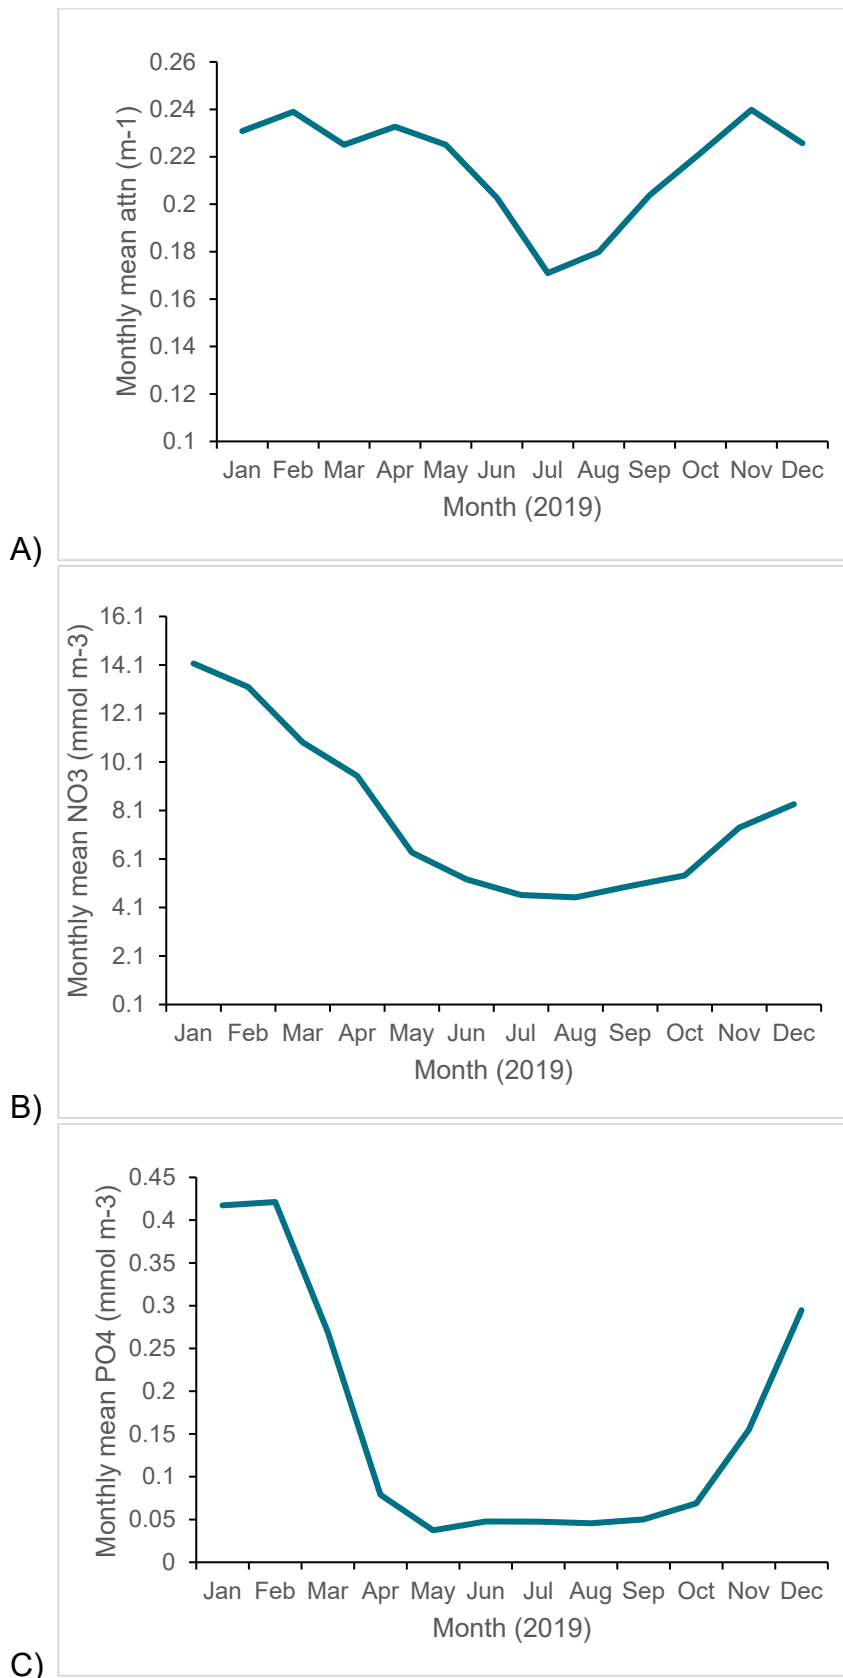 0.26
0.24
0.22
0.2
0.18
0.16
0.14
0.12
0.1
Monthly mean attn (m-1)
Jan Feb Mar Apr May Jun Jul Aug Sep Oct Nov Dec
Month (2019)
A)
16.1
14.1
12.1
10.1
8.1
6.1
4.1
2.1
0.1
Monthly mean NO3 (mmol m-3)
Jan Feb Mar Apr May Jun Jul Aug Sep Oct Nov Dec
Month (2019)
B)
0.45
0.4
0.35
0.3
0.25
0.2
0.15
0.1
0.05
0
Monthly mean PO4 (mmol m-3)
Jan Feb Mar Apr May Jun Jul Aug Sep Oct Nov Dec
Month (2019)
C)